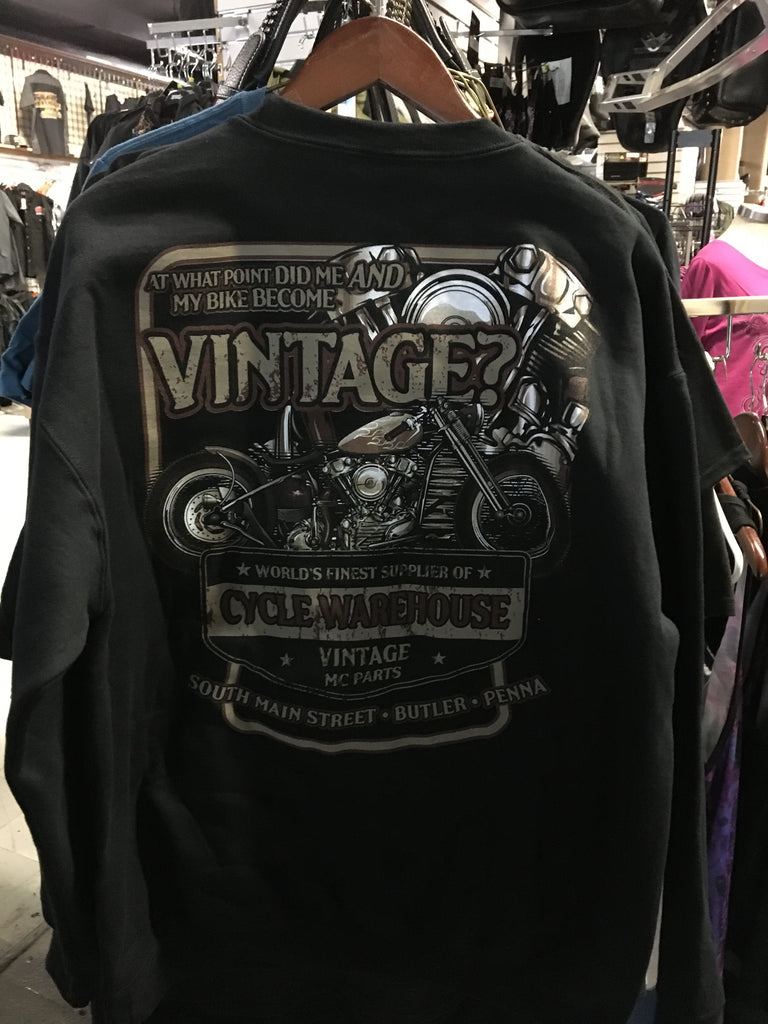 AT WHAT POINT DID ME AND
MY BIKE BECOME
VINTAGE?
★ WORLD'S FINEST SUPPLIER OF ★
CYCLE WAREHOUSE
★ VINTAGE ★
MC PARTS
SOUTH MAIN STREET • BUTLER • PENNA